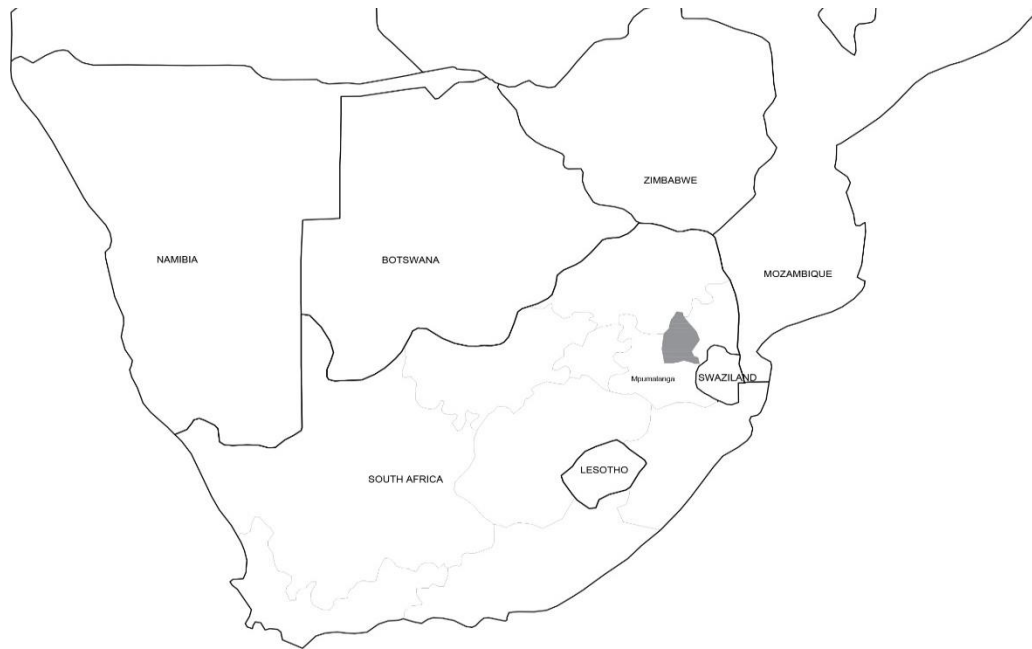 ZIMBABWE
NAMIBIA
BOTSWANA
MOZAMBIQUE
Mpumalanga
SWAZILAND
LESOTHO
SOUTH AFRICA